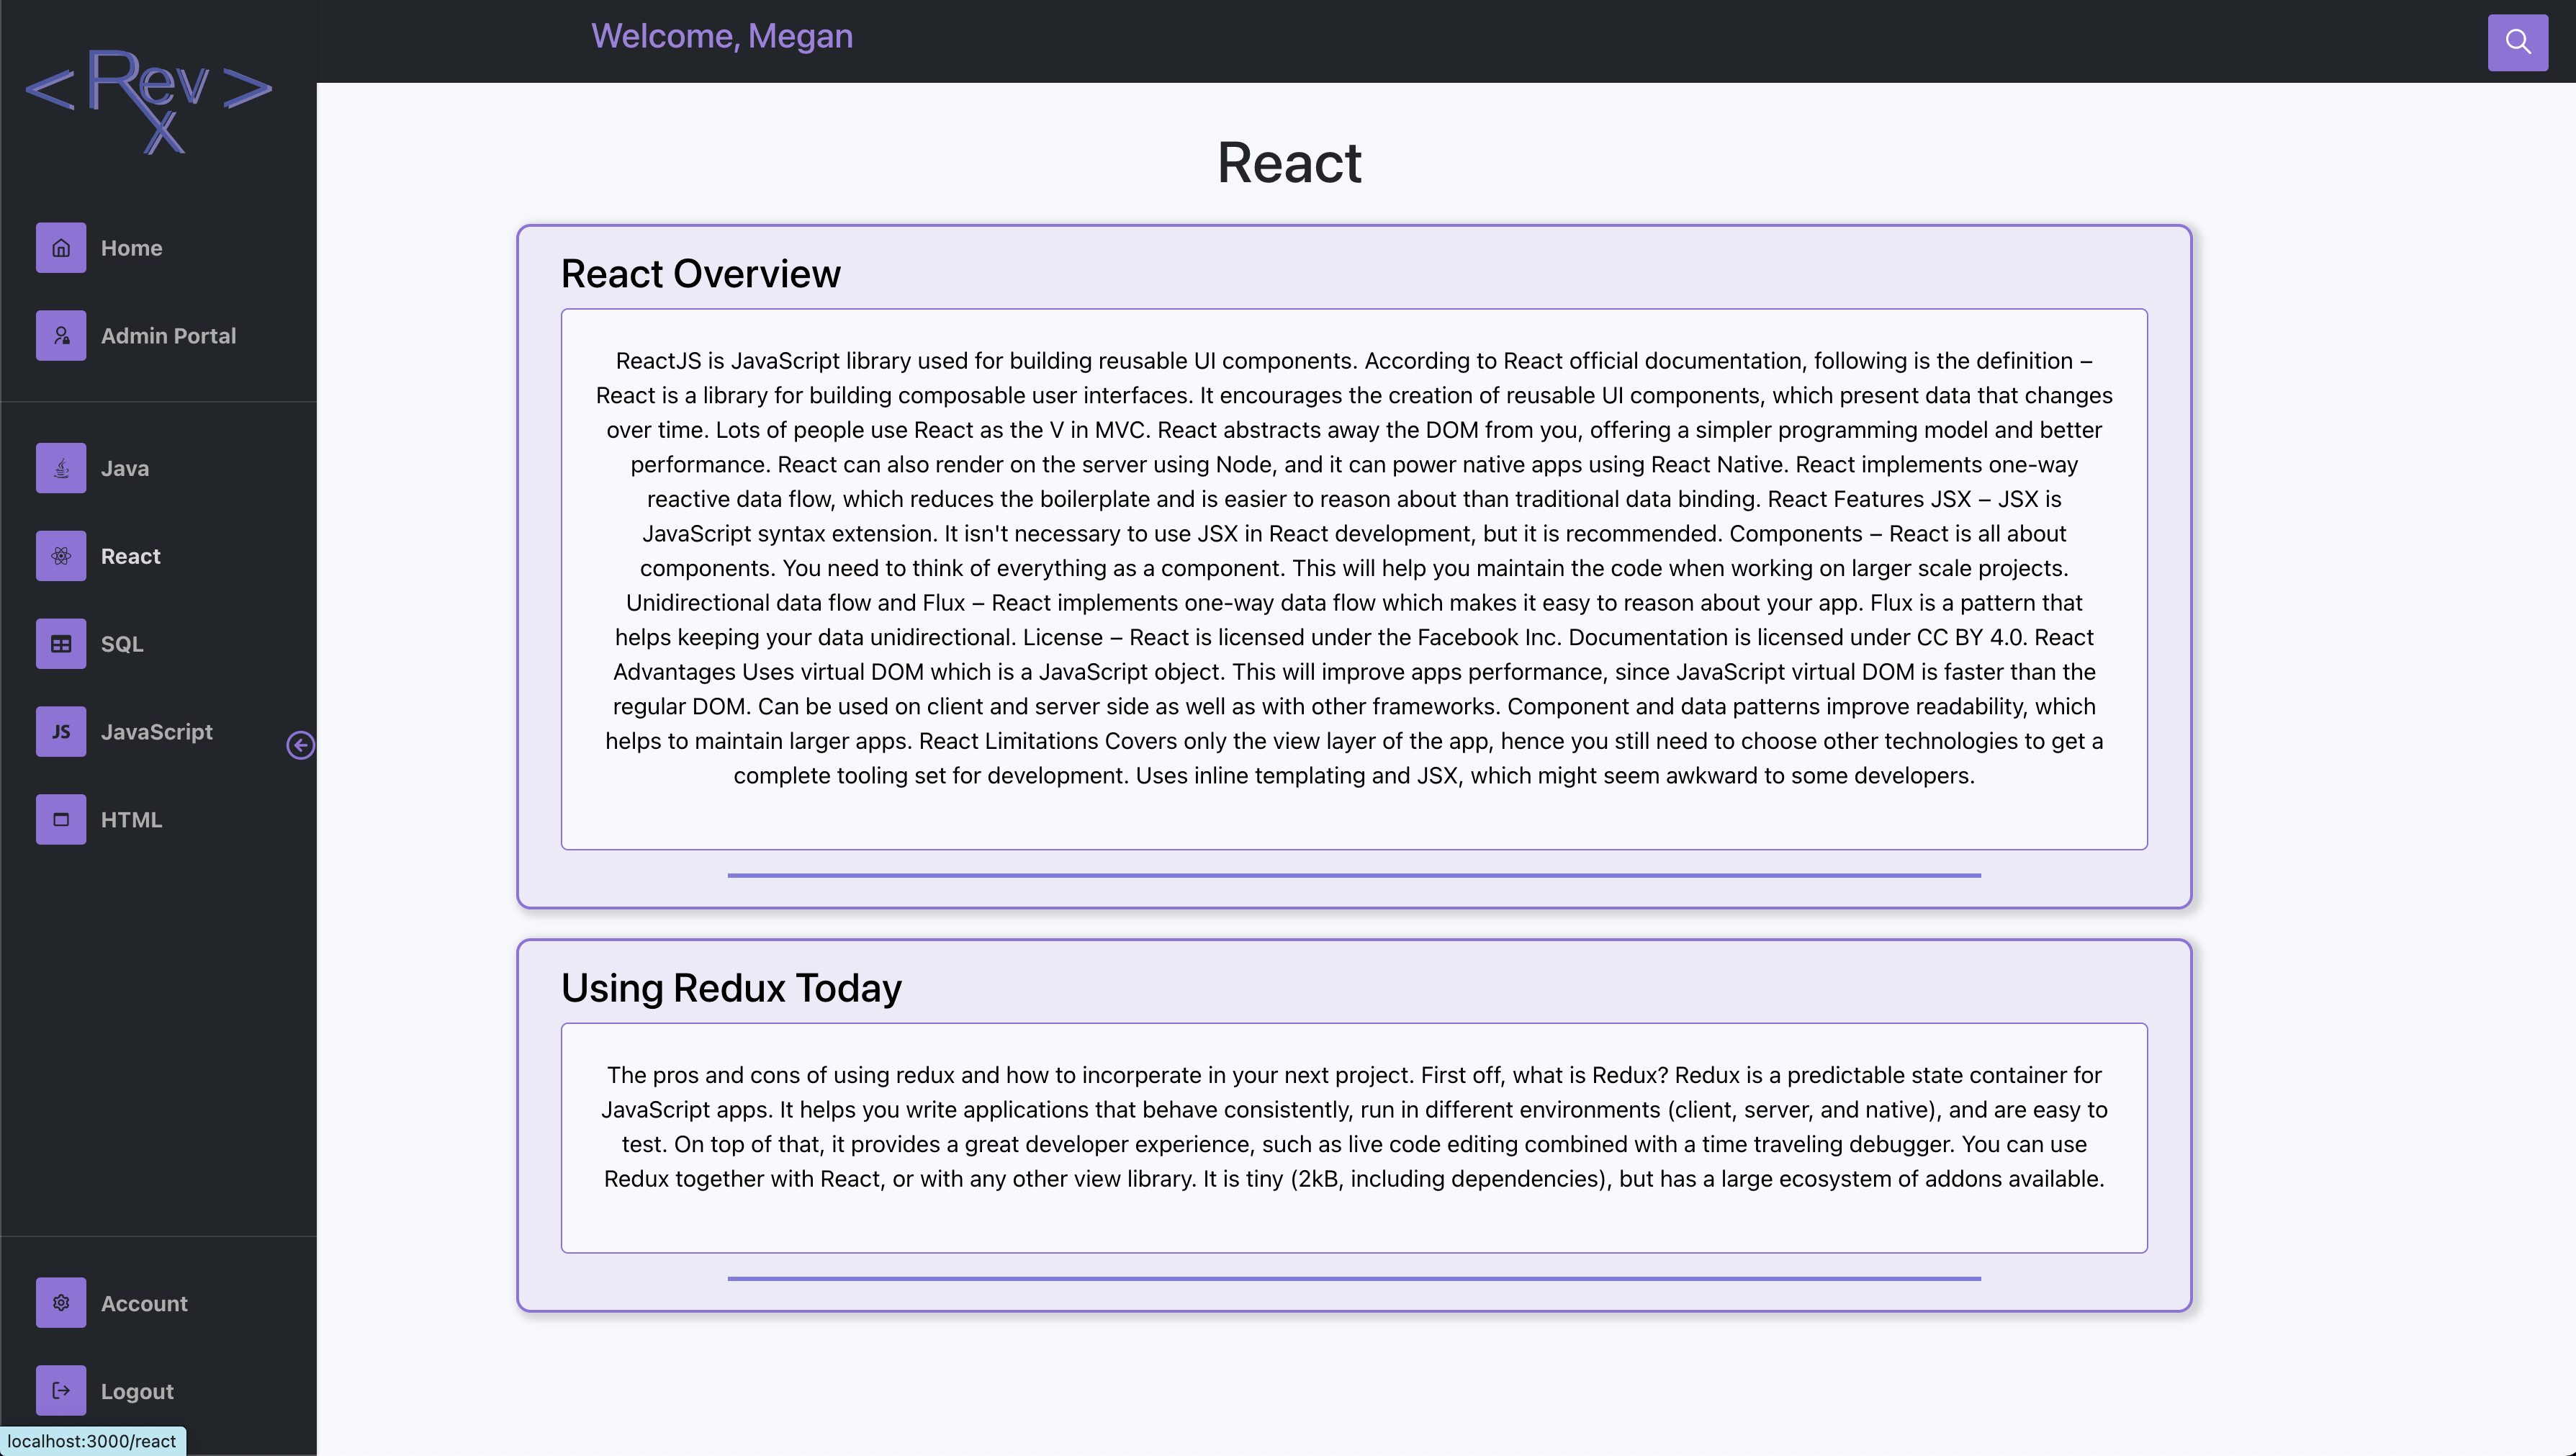 <Rev>
x
Welcome, Megan
Home
Admin Portal
Java
React
SQL
JS JavaScript
HTML
Account
Logout
localhost:3000/react
React
React Overview
ReactJS is JavaScript library used for building reusable UI components. According to React official documentation, following is the definition –
React is a library for building composable user interfaces. It encourages the creation of reusable UI components, which present data that changes
over time. Lots of people use React as the V in MVC. React abstracts away the DOM from you, offering a simpler programming model and better
performance. React can also render on the server using Node, and it can power native apps using React Native. React implements one-way
reactive data flow, which reduces the boilerplate and is easier to reason about than traditional data binding. React Features JSX – JSX is
JavaScript syntax extension. It isn't necessary to use JSX in React development, but it is recommended. Components – React is all about
components. You need to think of everything as a component. This will help you maintain the code when working on larger scale projects.
Unidirectional data flow and Flux – React implements one-way data flow which makes it easy to reason about your app. Flux is a pattern that
helps keeping your data unidirectional. License – React is licensed under the Facebook Inc. Documentation is licensed under CC BY 4.0. React
Advantages Uses virtual DOM which is a JavaScript object. This will improve apps performance, since JavaScript virtual DOM is faster than the
regular DOM. Can be used on client and server side as well as with other frameworks. Component and data patterns improve readability, which
helps to maintain larger apps. React Limitations Covers only the view layer of the app, hence you still need to choose other technologies to get a
complete tooling set for development. Uses inline templating and JSX, which might seem awkward to some developers.
Using Redux Today
The pros and cons of using redux and how to incorperate in your next project. First off, what is Redux? Redux is a predictable state container for
JavaScript apps. It helps you write applications that behave consistently, run in different environments (client, server, and native), and are easy to
test. On top of that, it provides a great developer experience, such as live code editing combined with a time traveling debugger. You can use
Redux together with React, or with any other view library. It is tiny (2kB, including dependencies), but has a large ecosystem of addons available.